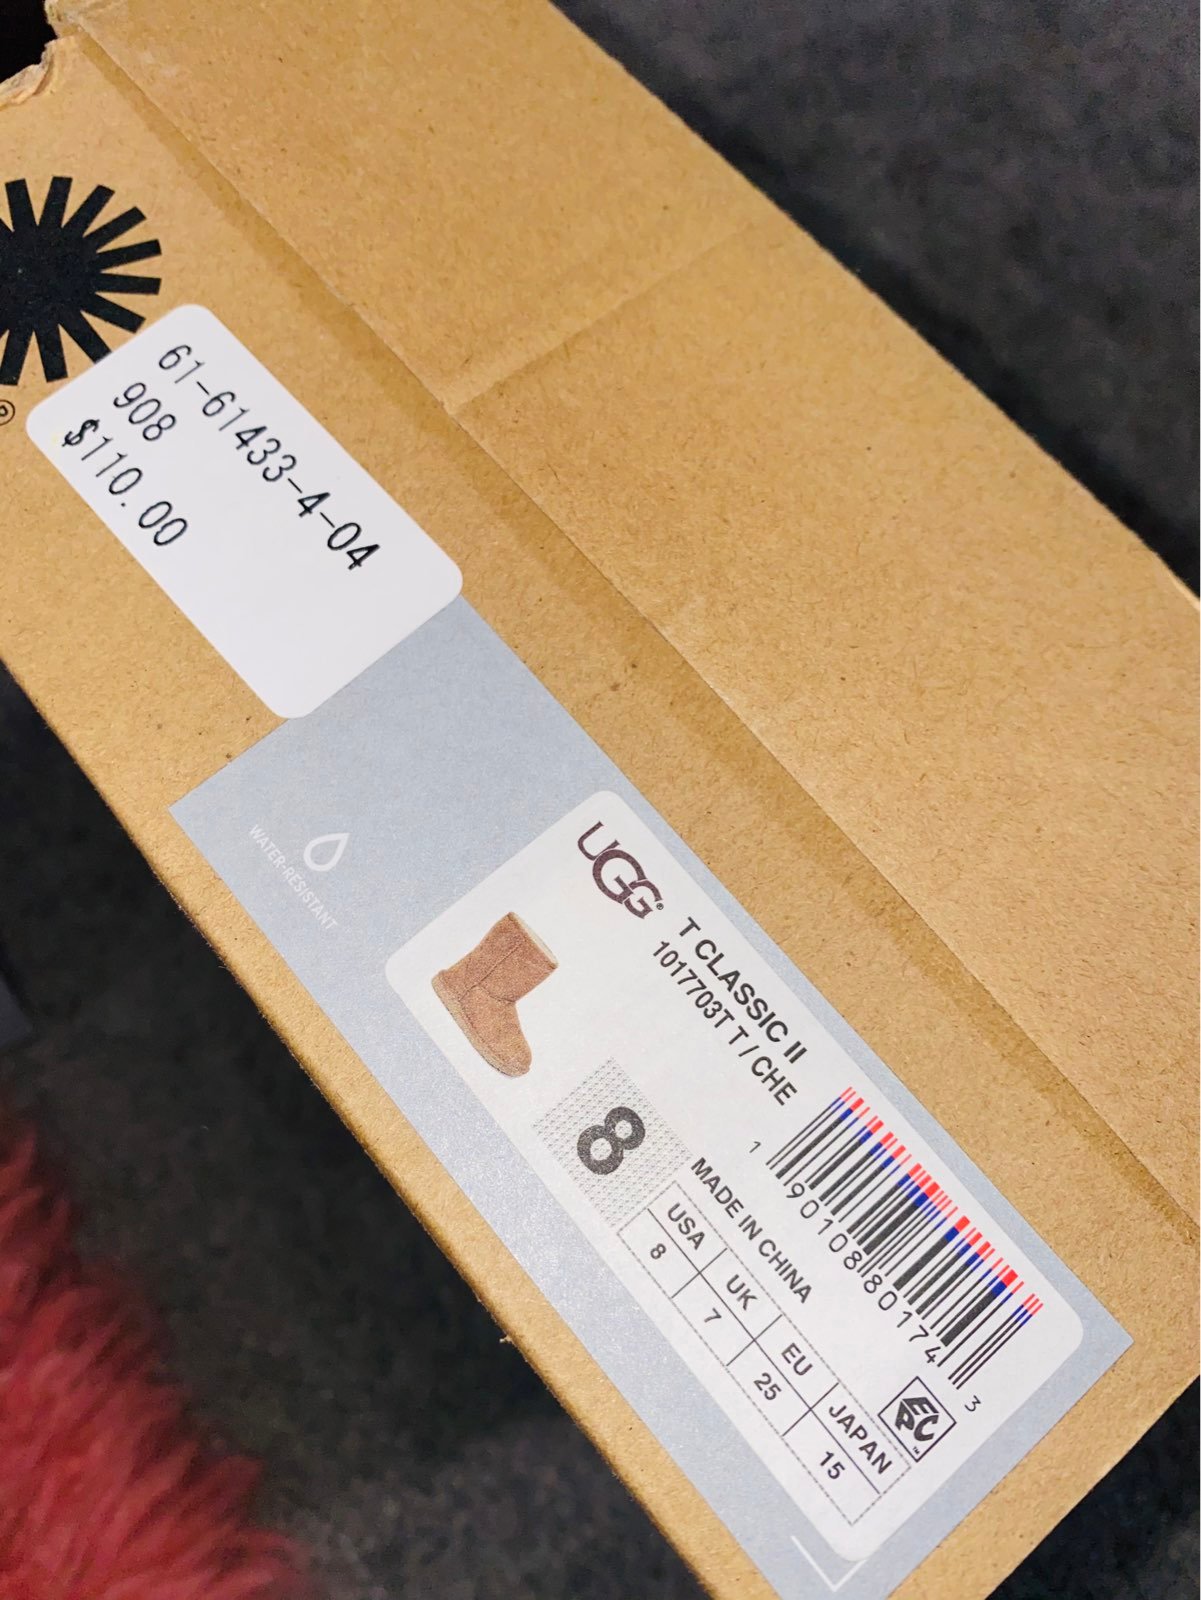 61-61433-4-04
908
$110.00
WATER-RESISTANT
UGG®
T CLASSIC II
1017703T T / CHE
8
MADE IN CHINA
1 90108 80174 3
USA UK EU JAPAN
8 7 25 15
EPC™
®